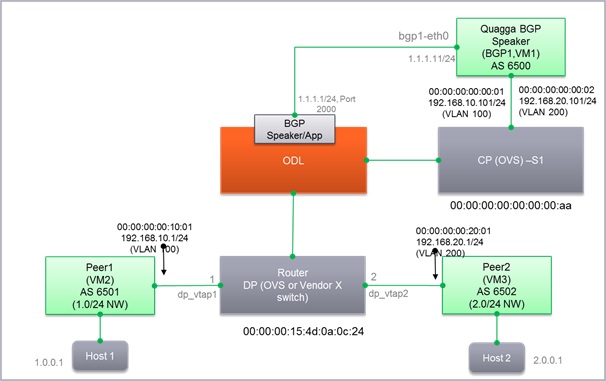 bgp1-eth0
1.1.1.11/24
Quagga BGP
Speaker
(BGP1,VM1)
AS 6500
00:00:00:00:00:01
192.168.10.101/24
(VLAN 100)
00:00:00:00:00:02
192.168.20.101/24
(VLAN 200)
1.1.1.1/24, Port
2000
BGP
Speaker/App
ODL
CP (OVS) –S1
00:00:00:00:00:00:00:aa
00:00:00:00:10:01
192.168.10.1/24
(VLAN 100)
00:00:00:00:20:01
192.168.20.1/24
(VLAN 200)
Peer1
(VM2)
AS 6501
(1.0/24 NW)
1
dp_vtap1
Router
DP (OVS or Vendor X
switch)
2
dp_vtap2
Peer2
(VM3)
AS 6502
(2.0/24 NW)
00:00:00:15:4d:0a:0c:24
1.0.0.1
Host 1
Host 2
2.0.0.1